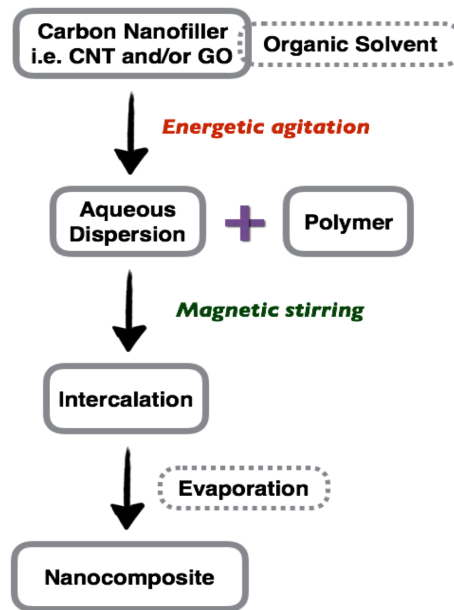 Carbon Nanofiller
i.e. CNT and/or GO
Organic Solvent
Energetic agitation
Aqueous
Dispersion
+
Polymer
Magnetic stirring
Intercalation
Evaporation
Nanocomposite